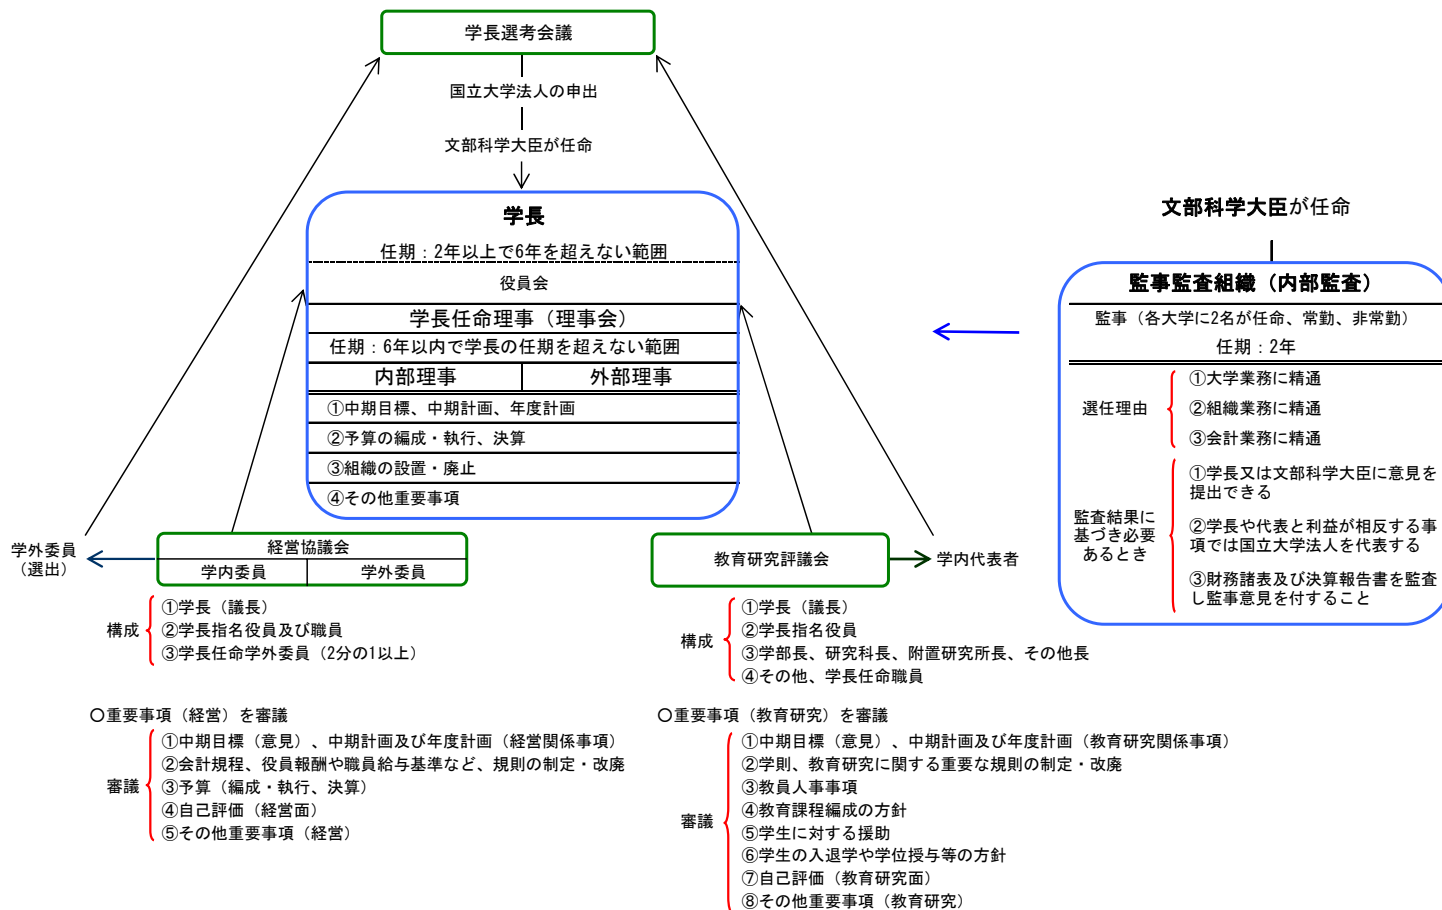 学長選考会議
国立大学法人の申出
文部科学大臣が任命
学長
任期：2年以上で6年を超えない範囲
役員会
学長任命理事（理事会）
任期：6年以内で学長の任期を超えない範囲
内部理事
外部理事
①中期目標、中期計画、年度計画
②予算の編成・執行、決算
③組織の設置・廃止
④その他重要事項
文部科学大臣が任命
監事監査組織（内部監査）
監事（各大学に2名が任命、常勤、非常勤）
任期：2年
選任理由
①大学業務に精通
②組織業務に精通
③会計業務に精通
監査結果に
基づき必要
あるとき
①学長又は文部科学大臣に意見を
提出できる
②学長や代表と利益が相反する事
項では国立大学法人を代表する
③財務諸表及び決算報告書を監査
し監事意見を付すること
学外委員
（選出）
経営協議会
学内委員
学外委員
構成
①学長（議長）
②学長指名役員及び職員
③学長任命学外委員（2分の1以上）
〇重要事項（経営）を審議
審議
①中期目標（意見）、中期計画及び年度計画（経営関係事項）
②会計規程、役員報酬や職員給与基準など、規則の制定・改廃
③予算（編成・執行、決算）
④自己評価（経営面）
⑤その他重要事項（経営）
教育研究評議会
学内代表者
構成
①学長（議長）
②学長指名役員
③学部長、研究科長、附置研究所長、その他長
④その他、学長任命職員
〇重要事項（教育研究）を審議
審議
①中期目標（意見）、中期計画及び年度計画（教育研究関係事項）
②学則、教育研究に関する重要な規則の制定・改廃
③教員人事事項
④教育課程編成の方針
⑤学生に対する援助
⑥学生の入退学や学位授与等の方針
⑦自己評価（教育研究面）
⑧その他重要事項（教育研究）